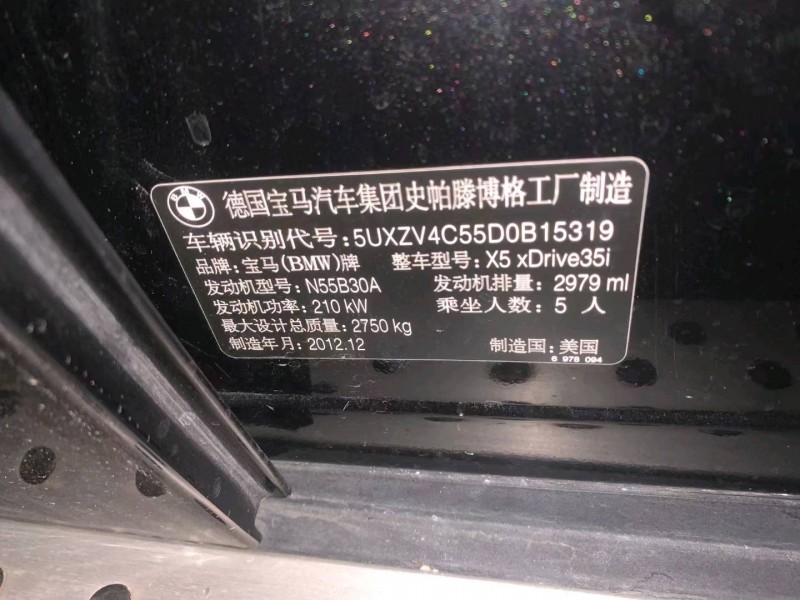 BMW
德国宝马汽车集团史帕滕博格工厂制造
车辆识别代号:5UXZV4C55D0B15319
品牌:宝马(BMW)牌 整车型号:X5 xDrive35i
发动机型号:N55B30A 发动机排量:2979 ml
发动机功率:210 kW 乘坐人数:5 人
最大设计总质量:2750 kg
制造年月:2012.12 制造国:美国
6 978 094